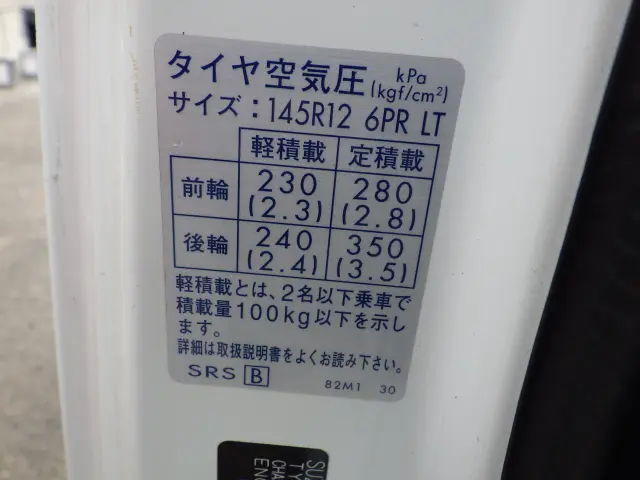 タイヤ空気圧 kPa
(kgf/cm²)
サイズ：145R12 6PR LT
軽積載 定積載
前輪 230 280
(2.3) (2.8)
後輪 240 350
(2.4) (3.5)
軽積載とは、2名以下乗車で
積載量100kg以下を示し
ます。
詳細は取扱説明書をよくお読み下さい。
SRS B 82M1 30
SU
TY
CHA
ENG